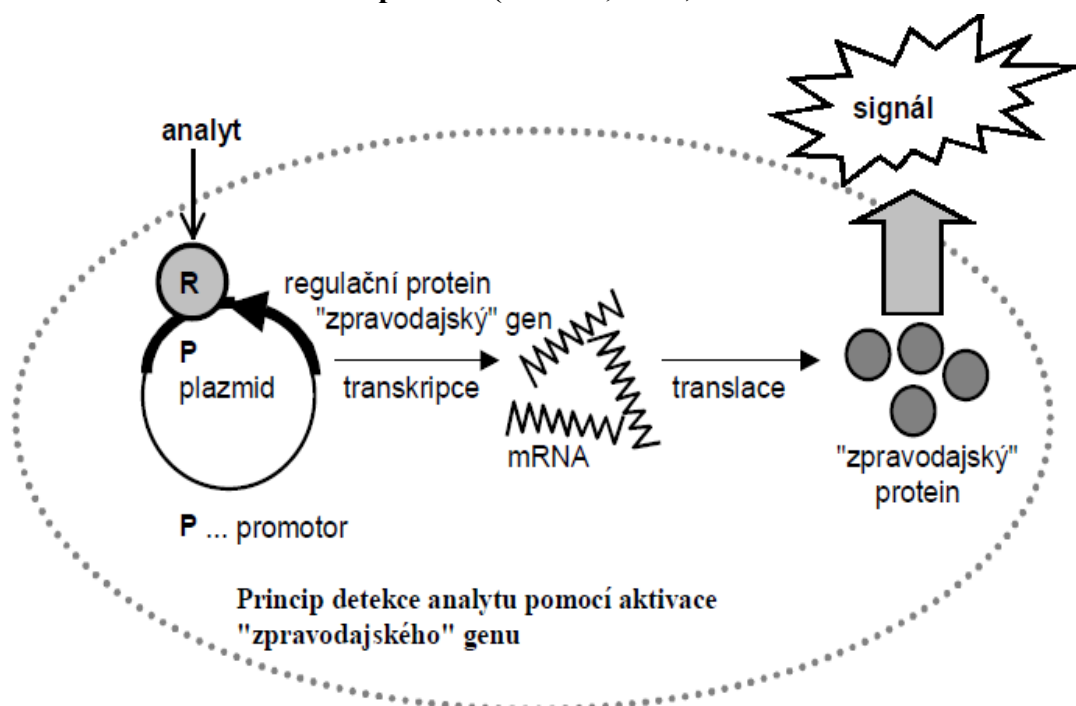 signál
analyt
R
regulační protein
"zpravodajský" gen
P
plazmid
transkripce
translace
mRNA
"zpravodajský"
protein
P ... promotor
Princip detekce analytu pomocí aktivace
"zpravodajského" genu